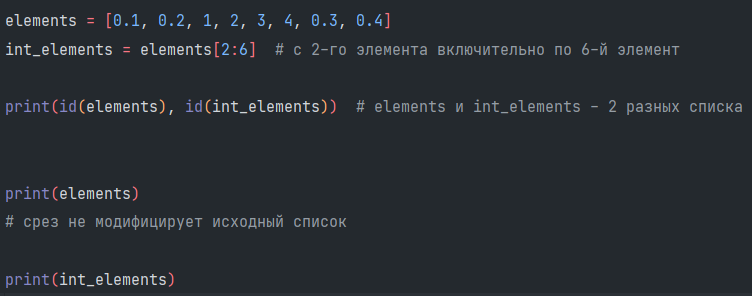 elements = [0.1, 0.2, 1, 2, 3, 4, 0.3, 0.4]
int_elements = elements[2:6]  # с 2-го элемента включительно по 6-й элемент
print(id(elements), id(int_elements))  # elements и int_elements - 2 разных списка
print(elements)
# срез не модифицирует исходный список
print(int_elements)